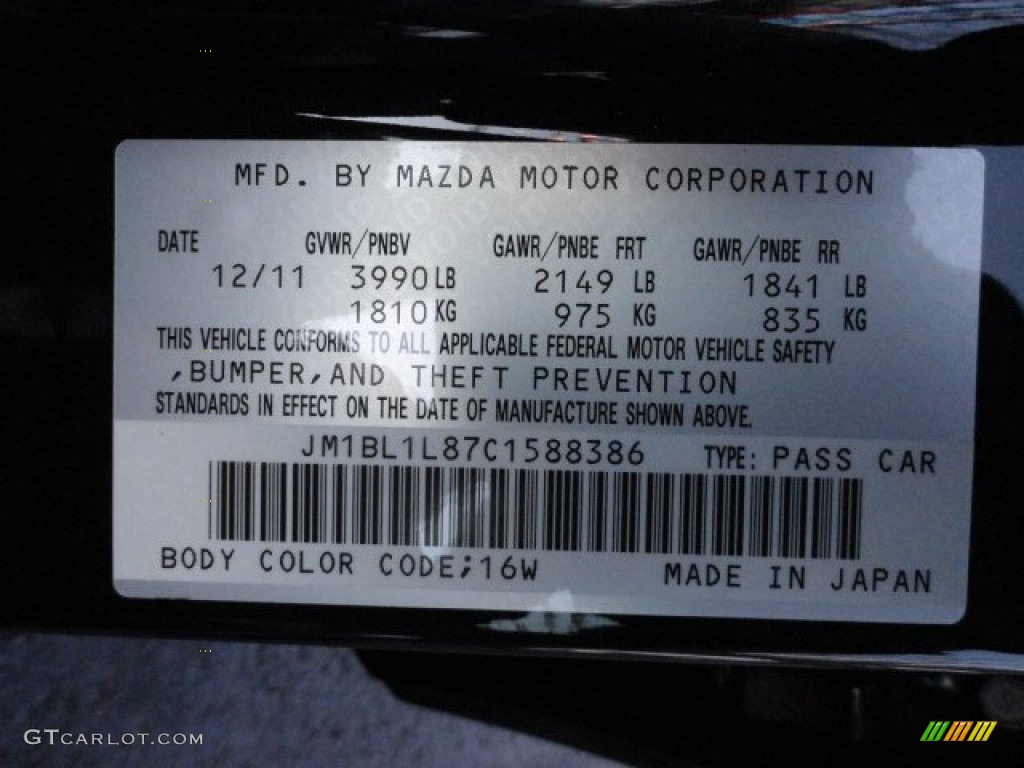 MFD. BY MAZDA MOTOR CORPORATION
DATE GVWR/PNBV GAWR/PNBE FRT GAWR/PNBE RR
12/11 3990 LB 2149 LB 1841 LB
1810 KG 975 KG 835 KG
THIS VEHICLE CONFORMS TO ALL APPLICABLE FEDERAL MOTOR VEHICLE SAFETY
,BUMPER,AND THEFT PREVENTION
STANDARDS IN EFFECT ON THE DATE OF MANUFACTURE SHOWN ABOVE.
JM1BL1L87C1588386 TYPE: PASS CAR
BODY COLOR CODE;16W MADE IN JAPAN
GTCARLOT.COM